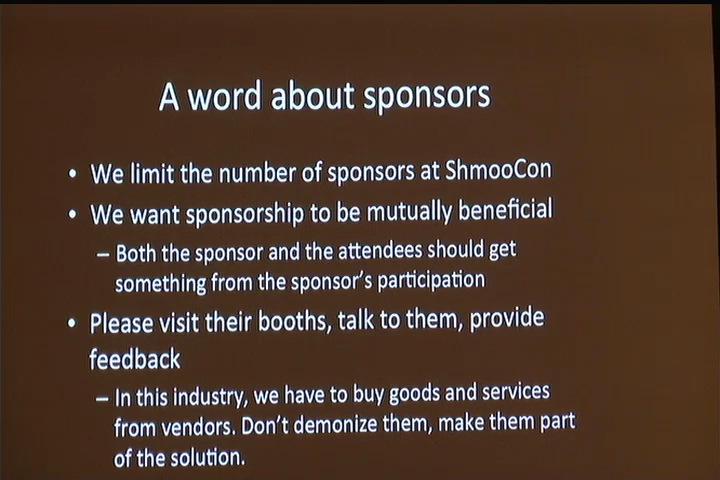 A word about sponsors
• We limit the number of sponsors at ShmooCon
• We want sponsorship to be mutually beneficial
– Both the sponsor and the attendees should get
something from the sponsor's participation
• Please visit their booths, talk to them, provide
feedback
– In this industry, we have to buy goods and services
from vendors. Don't demonize them, make them part
of the solution.